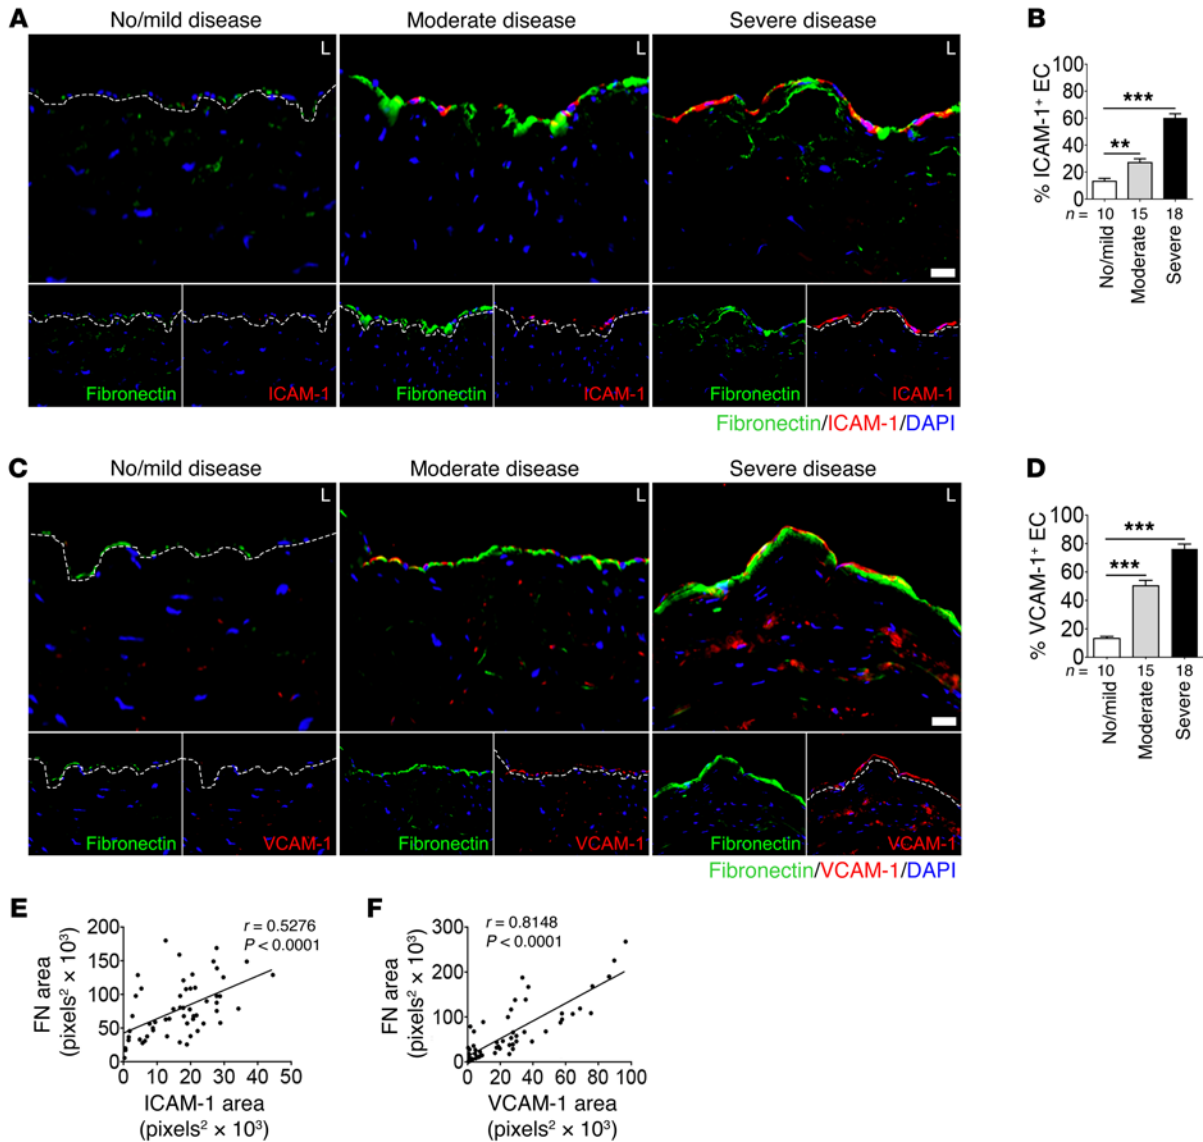 A
No/mild disease
Moderate disease
Severe disease
L
L
L
Fibronectin
ICAM-1
Fibronectin
ICAM-1
Fibronectin
ICAM-1
Fibronectin/ICAM-1/DAPI
B
% ICAM-1⁺ EC
100
80
60
40
20
0
***
**
n = 10 15 18
No/mild
Moderate
Severe
C
No/mild disease
Moderate disease
Severe disease
L
L
L
Fibronectin
VCAM-1
Fibronectin
VCAM-1
Fibronectin
VCAM-1
Fibronectin/VCAM-1/DAPI
D
% VCAM-1⁺ EC
100
80
60
40
20
0
***
***
n = 10 15 18
No/mild
Moderate
Severe
E
FN area
(pixels² × 10³)
200
150
100
50
0
r = 0.5276
P < 0.0001
0 10 20 30 40 50
ICAM-1 area
(pixels² × 10³)
F
FN area
(pixels² × 10³)
300
200
100
0
r = 0.8148
P < 0.0001
0 20 40 60 80 100
VCAM-1 area
(pixels² × 10³)